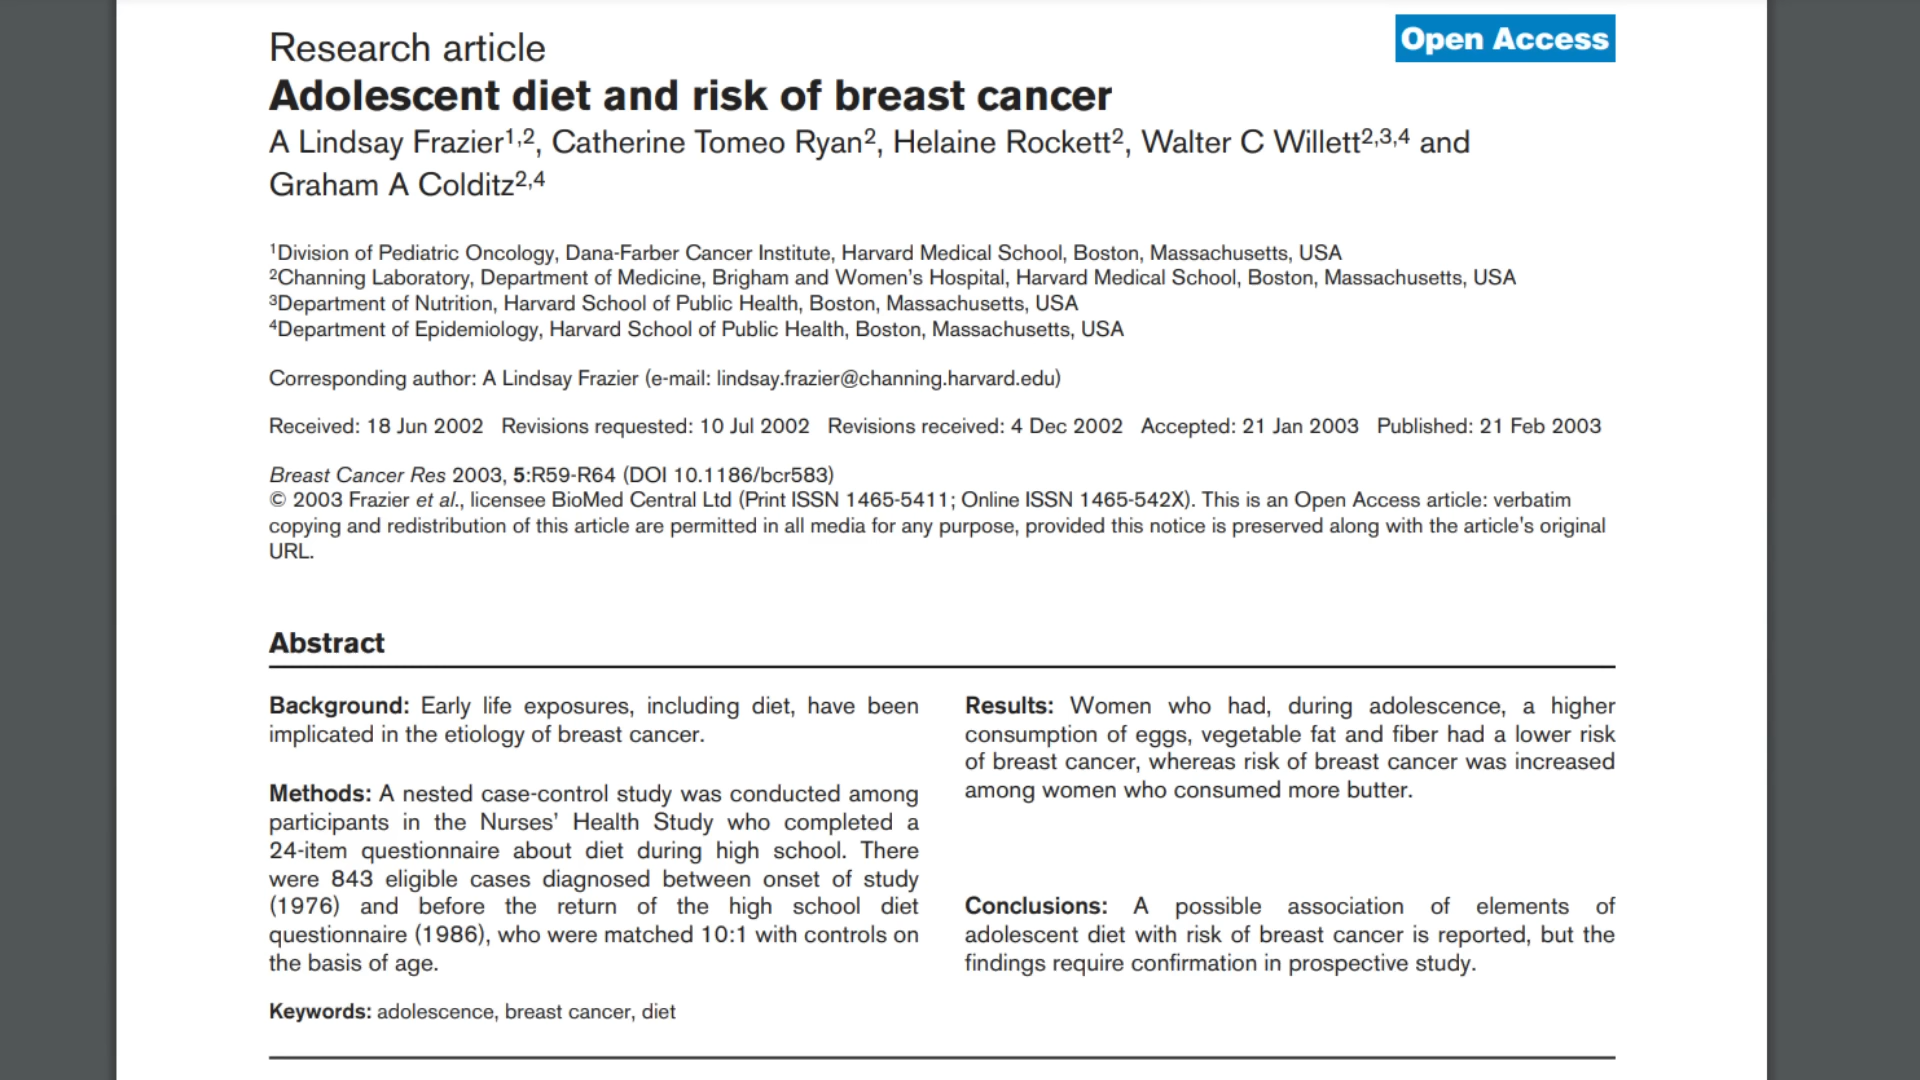 Research article
Open Access
Adolescent diet and risk of breast cancer
A Lindsay Frazier1,2, Catherine Tomeo Ryan2, Helaine Rockett2, Walter C Willett2,3,4 and
Graham A Colditz2,4
1Division of Pediatric Oncology, Dana-Farber Cancer Institute, Harvard Medical School, Boston, Massachusetts, USA
2Channing Laboratory, Department of Medicine, Brigham and Women's Hospital, Harvard Medical School, Boston, Massachusetts, USA
3Department of Nutrition, Harvard School of Public Health, Boston, Massachusetts, USA
4Department of Epidemiology, Harvard School of Public Health, Boston, Massachusetts, USA
Corresponding author: A Lindsay Frazier (e-mail: lindsay.frazier@channing.harvard.edu)
Received: 18 Jun 2002 Revisions requested: 10 Jul 2002 Revisions received: 4 Dec 2002 Accepted: 21 Jan 2003 Published: 21 Feb 2003
Breast Cancer Res 2003, 5:R59-R64 (DOI 10.1186/bcr583)
© 2003 Frazier et al., licensee BioMed Central Ltd (Print ISSN 1465-5411; Online ISSN 1465-542X). This is an Open Access article: verbatim
copying and redistribution of this article are permitted in all media for any purpose, provided this notice is preserved along with the article's original
URL.
Abstract
Background: Early life exposures, including diet, have been
implicated in the etiology of breast cancer.
Methods: A nested case-control study was conducted among
participants in the Nurses' Health Study who completed a
24-item questionnaire about diet during high school. There
were 843 eligible cases diagnosed between onset of study
(1976) and before the return of the high school diet
questionnaire (1986), who were matched 10:1 with controls on
the basis of age.
Results: Women who had, during adolescence, a higher
consumption of eggs, vegetable fat and fiber had a lower risk
of breast cancer, whereas risk of breast cancer was increased
among women who consumed more butter.
Conclusions: A possible association of elements of
adolescent diet with risk of breast cancer is reported, but the
findings require confirmation in prospective study.
Keywords: adolescence, breast cancer, diet